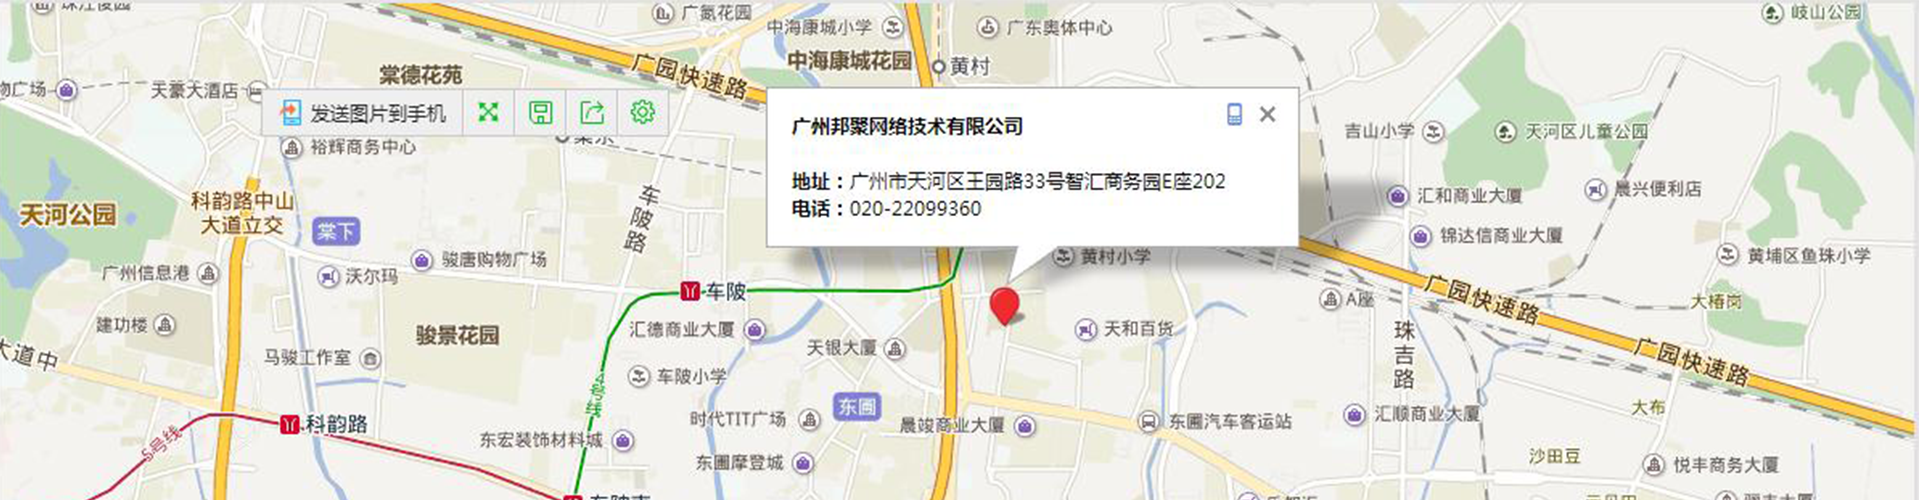 珠江俊园
广氮花园
中海康城小学
广东奥体中心
岐山公园
棠德花苑
广园快速路
中海康城花园
黄村
物广场
天豪大酒店
发送图片到手机
广州邦聚网络技术有限公司
吉山小学
天河区儿童公园
裕辉商务中心
地址：广州市天河区王园路33号智汇商务园E座202
电话：020-22099360
科韵路中山
大道立交
车陂路
汇和商业大厦
晨兴便利店
天河公园
棠下
锦达信商业大厦
广州信息港
沃尔玛
骏唐购物广场
黄村小学
黄埔区鱼珠小学
车陂
A座
广园快速路
大椿岗
建功楼
骏景花园
汇德商业大厦
天和百货
珠吉路
大道中
马骏工作室
天银大厦
广园快速路
4号线
车陂小学
科韵路
时代TIT广场
东圃
晨竣商业大厦
东圃汽车客运站
汇顺商业大厦
大布
5号线
东宏装饰材料城
东圃摩登城
沙田豆
悦丰商务大厦